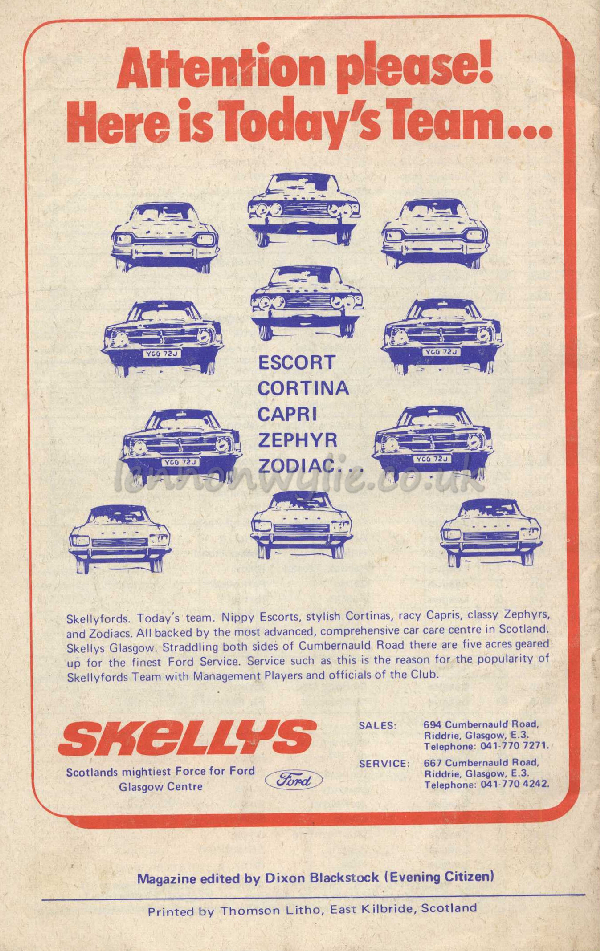 Attention please!
Here is Today's Team...
YGO 72J
YGO 72J
ESCORT
CORTINA
CAPRI
ZEPHYR
ZODIAC...
YGO 72J
YGO 72J
lennonwylie.co.uk
Skellyfords. Today's team. Nippy Escorts, stylish Cortinas, racy Capris, classy Zephyrs,
and Zodiacs. All backed by the most advanced, comprehensive car care centre in Scotland,
Skellys Glasgow. Straddling both sides of Cumbernauld Road there are five acres geared
up for the finest Ford Service. Service such as this is the reason for the popularity of
Skellyfords Team with Management Players and officials of the Club.
SKELLYS
Scotlands mightiest Force for Ford
Glasgow Centre
Ford
SALES: 694 Cumbernauld Road,
Riddrie, Glasgow, E.3.
Telephone: 041-770 7271.
SERVICE: 667 Cumbernauld Road,
Riddrie, Glasgow, E.3.
Telephone: 041-770 4242.
Magazine edited by Dixon Blackstock (Evening Citizen)
Printed by Thomson Litho, East Kilbride, Scotland